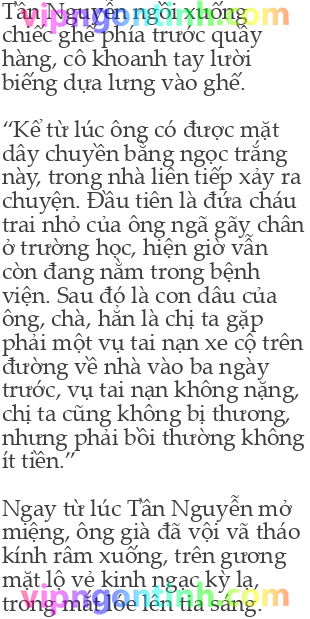 vipngontinh.com
Tần Nguyễn ngồi xuống
chiếc ghế phía trước quầy
hàng, cô khoanh tay lười
biếng dựa lưng vào ghế.
“Kể từ lúc ông có được mặt
dây chuyền bằng ngọc trắng
này, trong nhà liên tiếp xảy ra
chuyện. Đầu tiên là đứa cháu
trai nhỏ của ông ngã gãy chân
ở trường học, hiện giờ vẫn
còn đang nằm trong bệnh
viện. Sau đó là con dâu của
ông, chà, hẳn là chị ta gặp
phải một vụ tai nạn xe cộ trên
đường về nhà vào ba ngày
trước, vụ tai nạn không nặng,
chị ta cũng không bị thương,
nhưng phải bồi thường không
ít tiền.”
Ngay từ lúc Tần Nguyễn mở
miệng, ông già đã vội vã tháo
kính râm xuống, trên gương
mặt lộ vẻ kinh ngạc kỳ lạ,
trong mắt lóe lên tia sáng.
vipngontinh.com